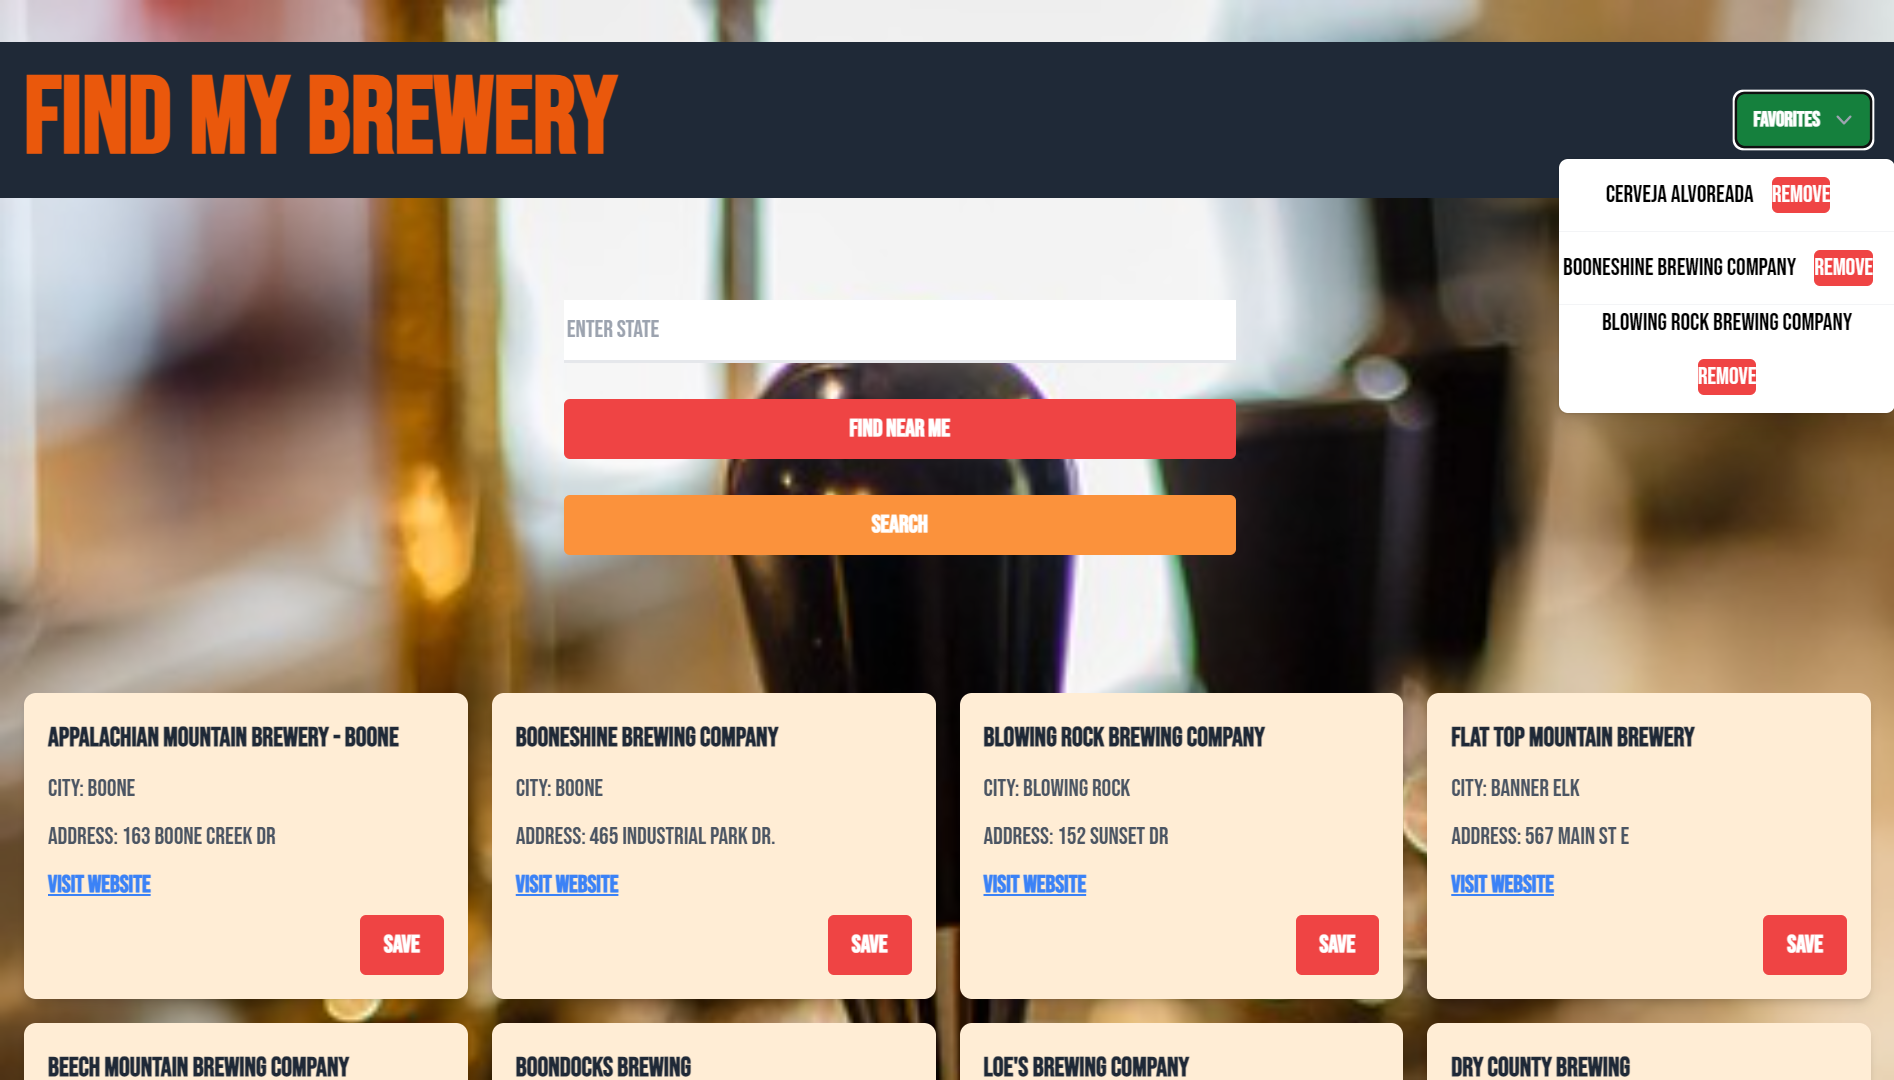 FIND MY BREWERY
FAVORITES
CERVEJA ALVOREADA REMOVE
BOONESHINE BREWING COMPANY REMOVE
BLOWING ROCK BREWING COMPANY
REMOVE
ENTER STATE
FIND NEAR ME
SEARCH
APPALACHIAN MOUNTAIN BREWERY - BOONE
CITY: BOONE
ADDRESS: 163 BOONE CREEK DR
VISIT WEBSITE
SAVE
BOONESHINE BREWING COMPANY
CITY: BOONE
ADDRESS: 465 INDUSTRIAL PARK DR.
VISIT WEBSITE
SAVE
BLOWING ROCK BREWING COMPANY
CITY: BLOWING ROCK
ADDRESS: 152 SUNSET DR
VISIT WEBSITE
SAVE
FLAT TOP MOUNTAIN BREWERY
CITY: BANNER ELK
ADDRESS: 567 MAIN ST E
VISIT WEBSITE
SAVE
BEECH MOUNTAIN BREWING COMPANY
BOONDOCKS BREWING
LOE'S BREWING COMPANY
DRY COUNTY BREWING